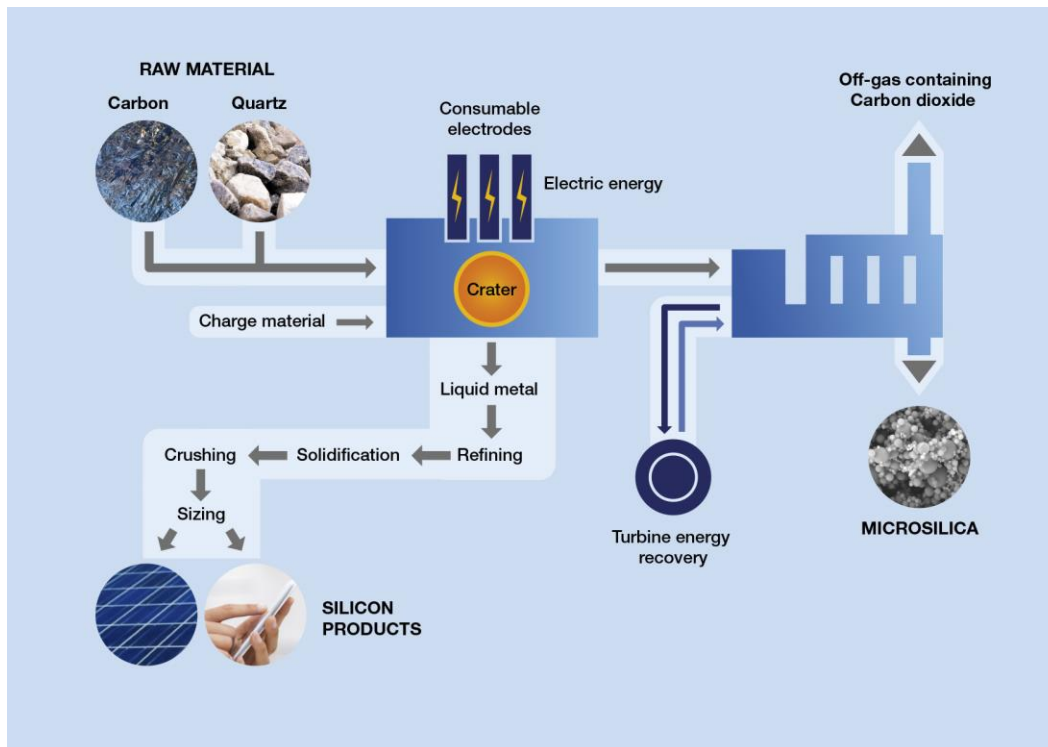 RAW MATERIAL
Carbon
Quartz
Consumable
electrodes
Electric energy
Off-gas containing
Carbon dioxide
Crater
Charge material
Liquid metal
Crushing
Solidification
Refining
Sizing
Turbine energy
recovery
MICROSILICA
SILICON
PRODUCTS